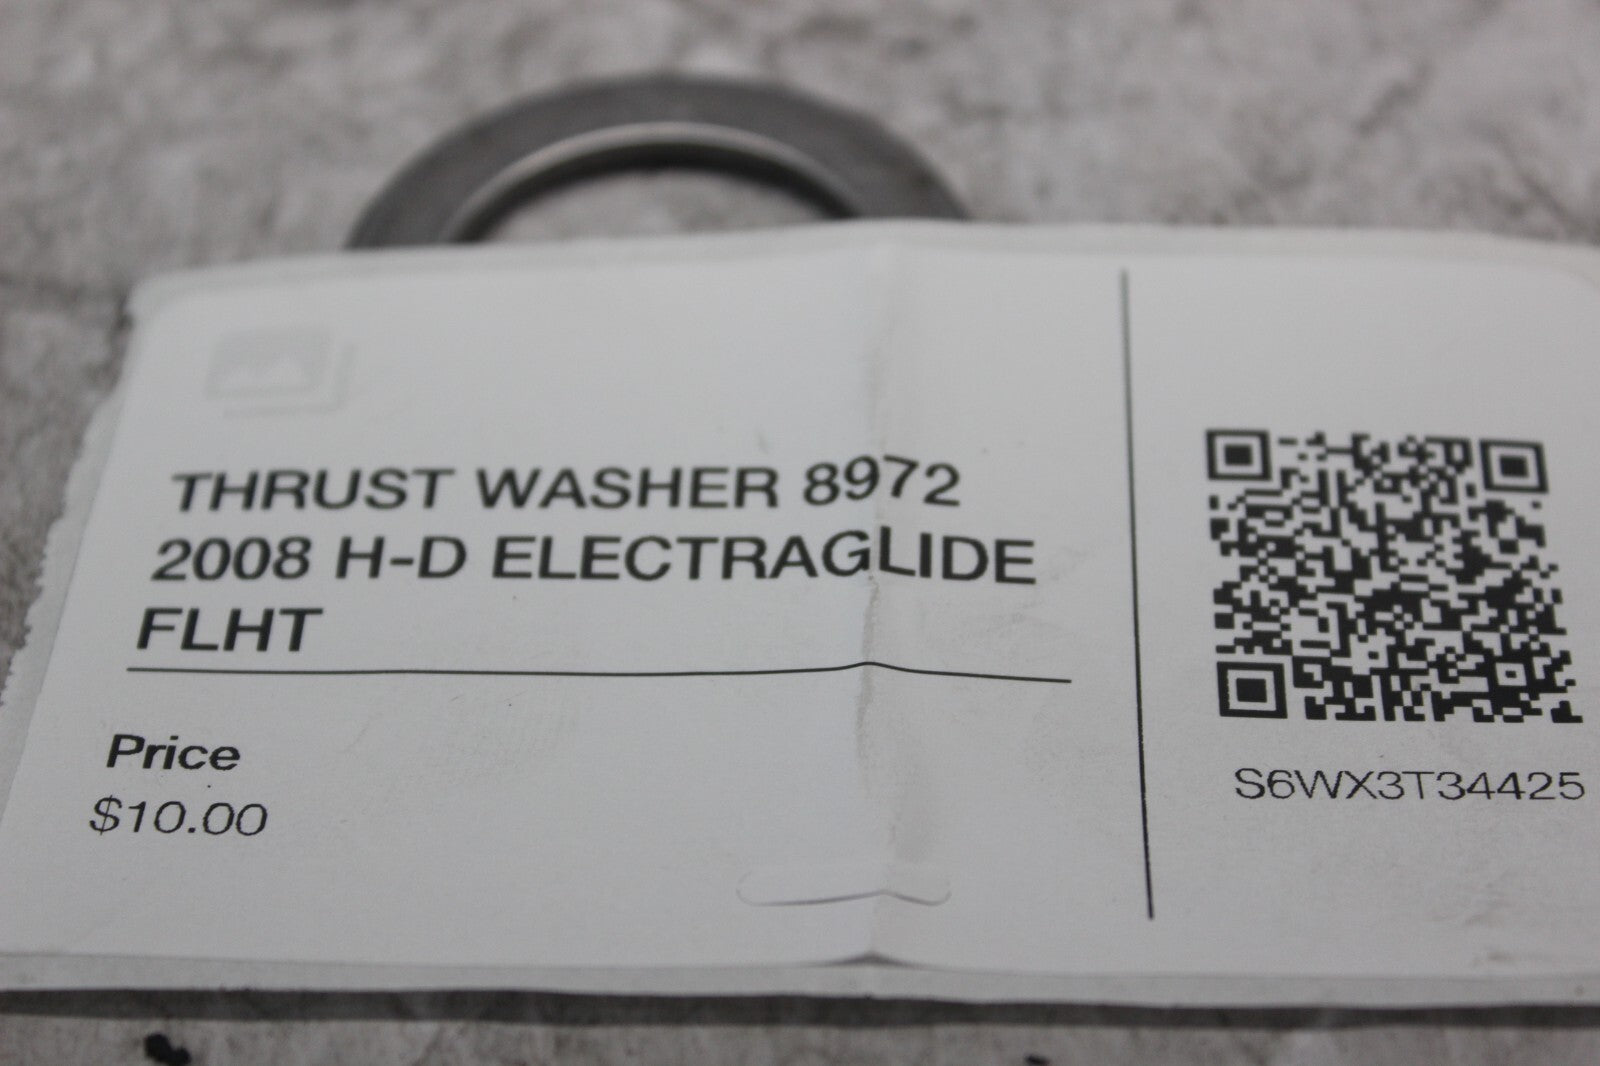 THRUST WASHER 8972
2008 H-D ELECTRAGLIDE
FLHT
Price
$10.00
S6WX3T34425